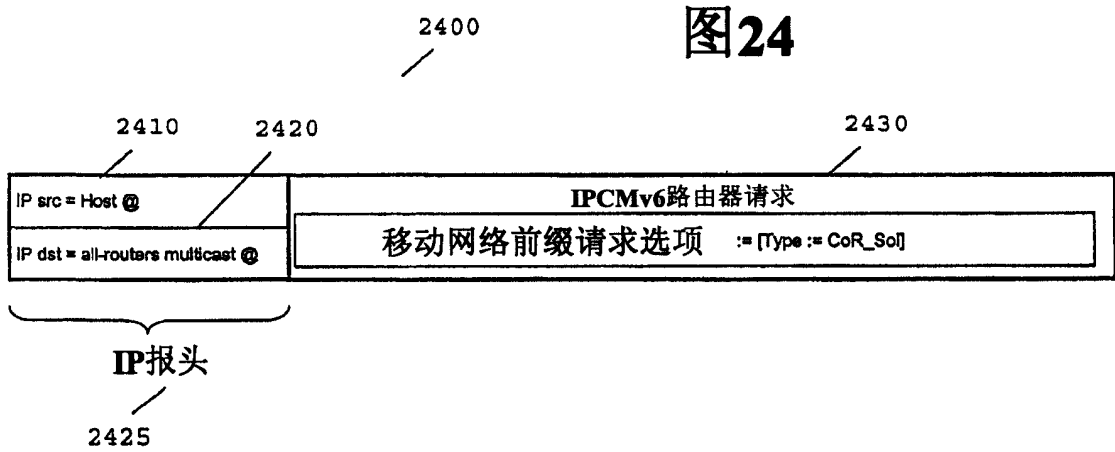 图24
2400
2410
2420
2430
IP src = Host @
IP dst = all-routers multicast @
IPCMv6路由器请求
移动网络前缀请求选项 := [Type := CoR_Sol]
IP报头
2425